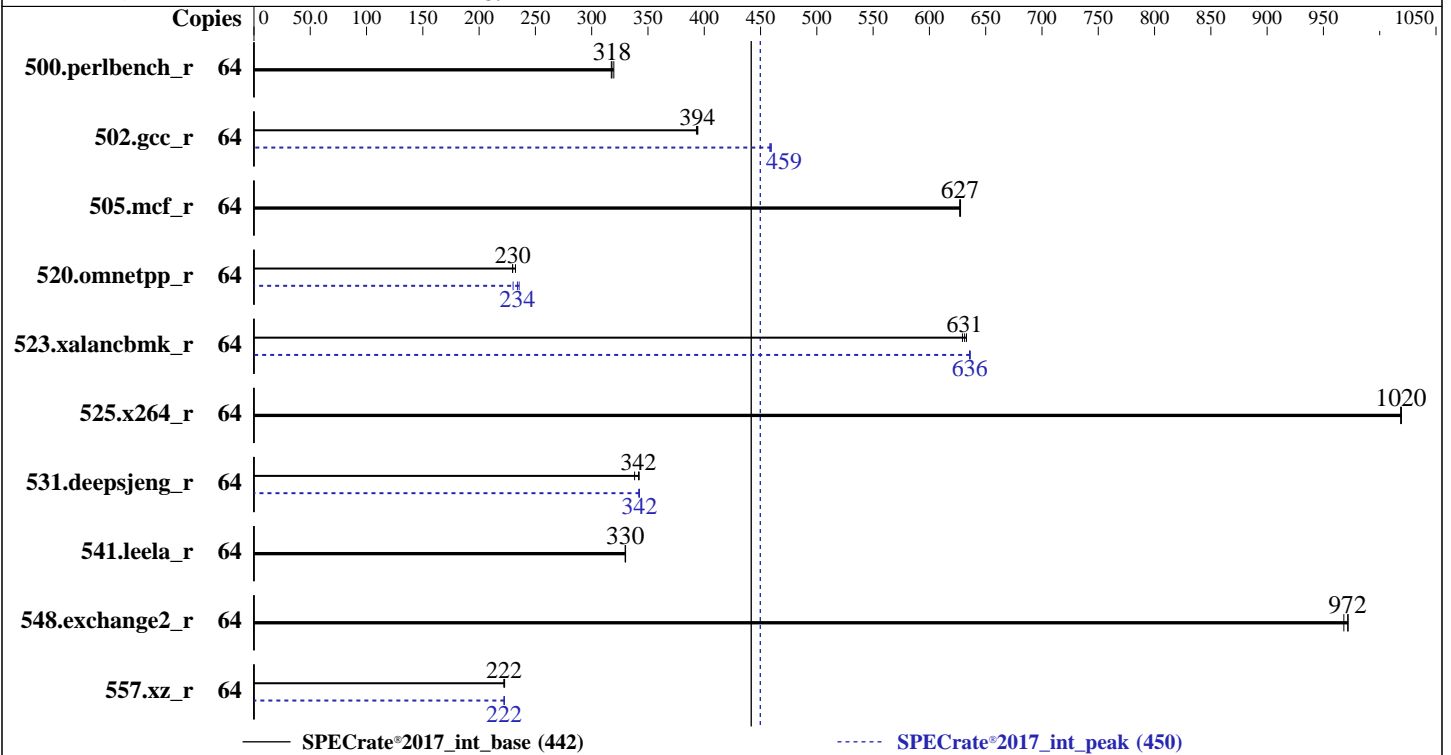 Copies 0 50.0 100 150 200 250 300 350 400 450 500 550 600 650 700 750 800 850 900 950 1050
500.perlbench_r 64 318
502.gcc_r 64 394
459
505.mcf_r 64 627
520.omnetpp_r 64 230
234
523.xalancbmk_r 64 631
636
525.x264_r 64 1020
531.deepsjeng_r 64 342
342
541.leela_r 64 330
548.exchange2_r 64 972
557.xz_r 64 222
222
SPECrate®2017_int_base (442) SPECrate®2017_int_peak (450)